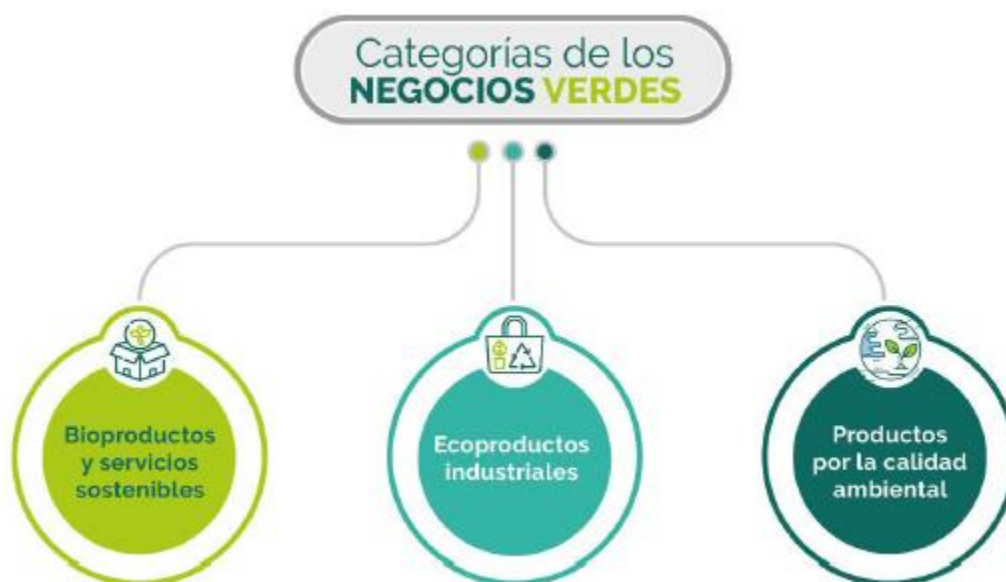 Categorías de los
NEGOCIOS VERDES
Bioproductos
y servicios
sostenibles
Ecoproductos
industriales
Productos
por la calidad
ambiental